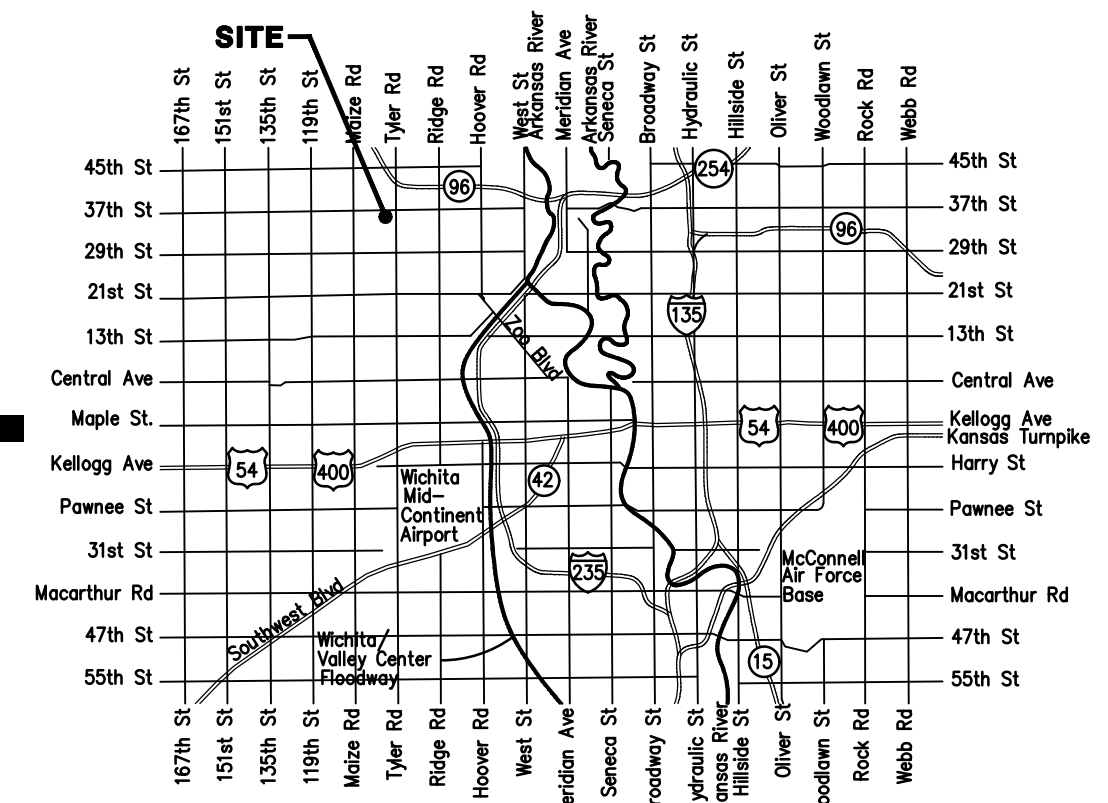 SITE
167th St
151st St
135th St
119th St
Maize Rd
Tyler Rd
Ridge Rd
Hoover Rd
West St
Arkansas River
Meridian Ave
Arkansas River
Seneca St
Broadway St
Hydraulic St
Hillside St
Oliver St
Woodlawn St
Rock Rd
Webb Rd
45th St
254
45th St
96
37th St
37th St
96
29th St
29th St
21st St
21st St
135
13th St
13th St
Zoo Blvd
Central Ave
Central Ave
Maple St.
54
400
Kellogg Ave
Kansas Turnpike
Kellogg Ave
54
400
Harry St
Wichita
Mid-
Continent
Airport
42
Pawnee St
Pawnee St
31st St
31st St
McConnell
Air Force
Base
235
Macarthur Rd
Macarthur Rd
Southwest Blvd
47th St
47th St
Wichita/
Valley Center
Floodway
15
55th St
55th St
167th St
151st St
135th St
119th St
Maize Rd
Tyler Rd
Ridge Rd
Hoover Rd
West St
eridian Ave
Seneca St
roadway St
ydraulic St
ansas River
Hillside St
Oliver St
oodlawn St
Rock Rd
Webb Rd